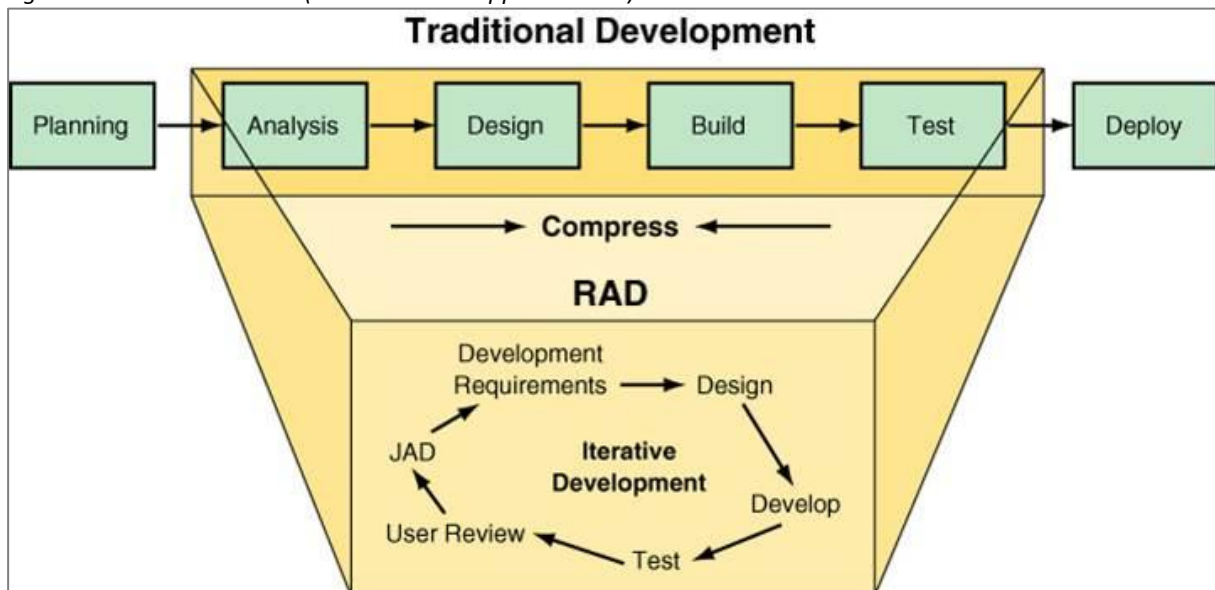 Traditional Development
Planning
Analysis
Design
Build
Test
Deploy
Compress
RAD
Development
Requirements
Design
JAD
Iterative
Development
Develop
User Review
Test